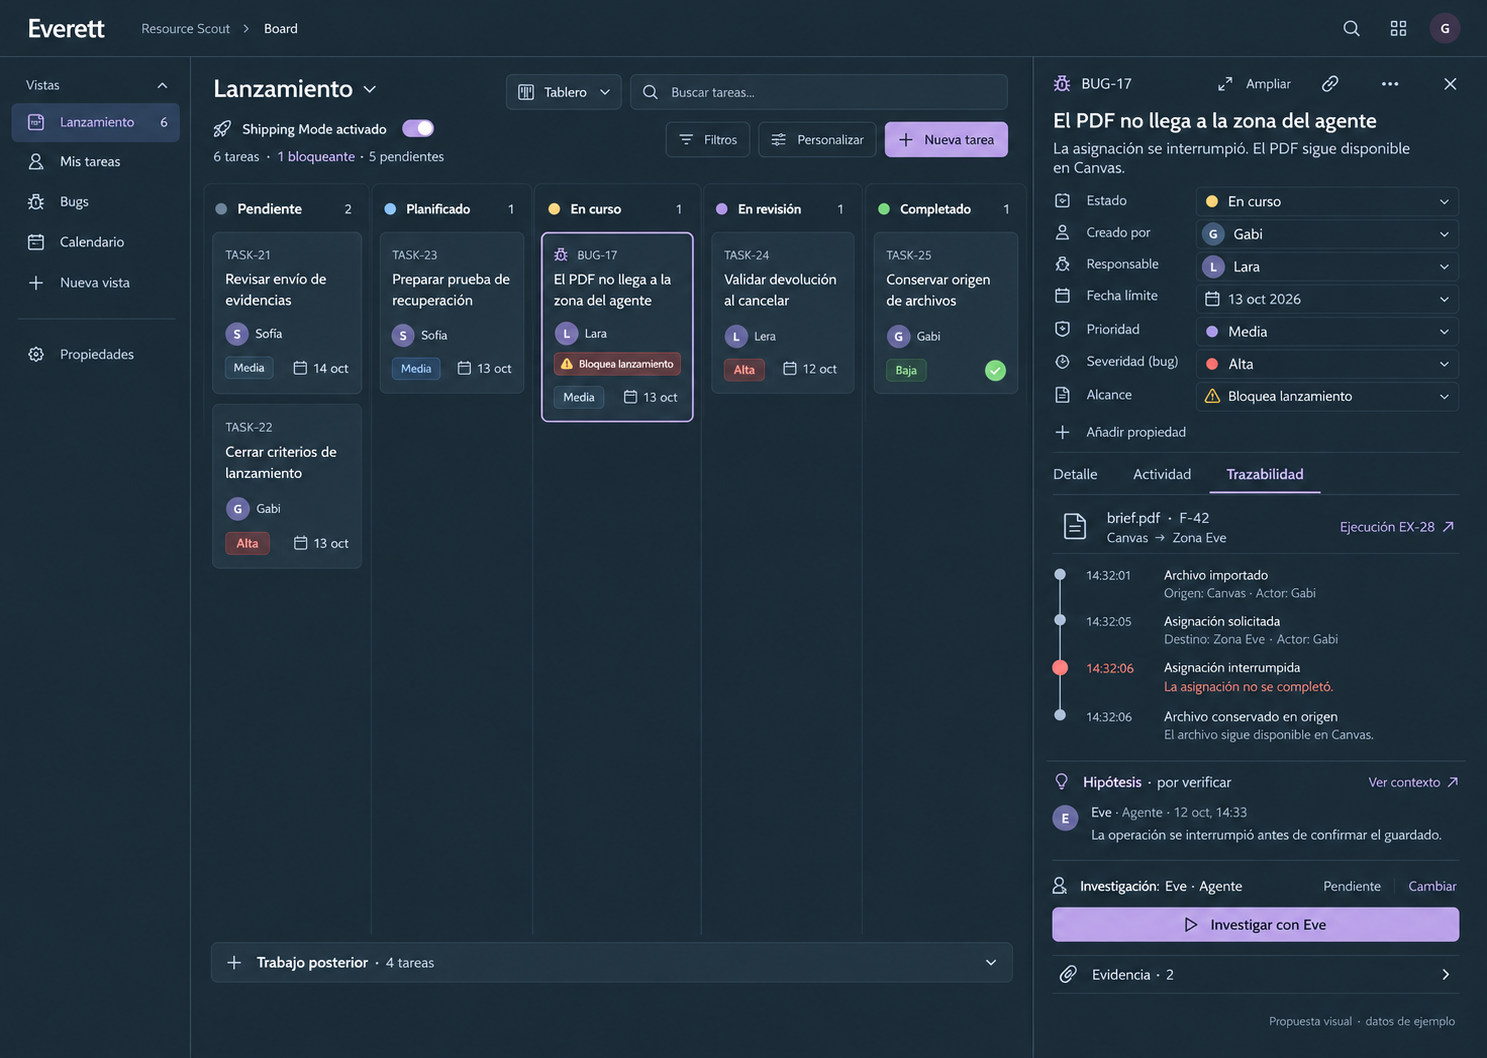 Everett
Resource Scout > Board
G
Vistas
Lanzamiento 6
Mis tareas
Bugs
Calendario
Nueva vista
Propiedades
Lanzamiento
Tablero
Buscar tareas...
Shipping Mode activado
6 tareas · 1 bloqueante · 5 pendientes
Filtros
Personalizar
Nueva tarea
Pendiente 2
TASK-21
Revisar envío de
evidencias
S Sofía
Media 14 oct
TASK-22
Cerrar criterios de
lanzamiento
G Gabi
Alta 13 oct
Planificado 1
TASK-23
Preparar prueba de
recuperación
S Sofía
Media 13 oct
En curso 1
BUG-17
El PDF no llega a la
zona del agente
L Lara
Bloquea lanzamiento
Media 13 oct
En revisión 1
TASK-24
Validar devolución
al cancelar
L Lera
Alta 12 oct
Completado 1
TASK-25
Conservar origen
de archivos
G Gabi
Baja
Trabajo posterior · 4 tareas
BUG-17
Ampliar
El PDF no llega a la zona del agente
La asignación se interrumpió. El PDF sigue disponible
en Canvas.
Estado En curso
Creado por G Gabi
Responsable L Lara
Fecha límite 13 oct 2026
Prioridad Media
Severidad (bug) Alta
Alcance Bloquea lanzamiento
Añadir propiedad
Detalle Actividad Trazabilidad
brief.pdf · F-42
Canvas → Zona Eve
Ejecución EX-28
14:32:01 Archivo importado
Origen: Canvas · Actor: Gabi
14:32:05 Asignación solicitada
Destino: Zona Eve · Actor: Gabi
14:32:06 Asignación interrumpida
La asignación no se completó.
14:32:06 Archivo conservado en origen
El archivo sigue disponible en Canvas.
Hipótesis · por verificar
Ver contexto
E Eve · Agente · 12 oct, 14:33
La operación se interrumpió antes de confirmar el guardado.
Investigación: Eve · Agente Pendiente Cambiar
Investigar con Eve
Evidencia · 2
Propuesta visual · datos de ejemplo